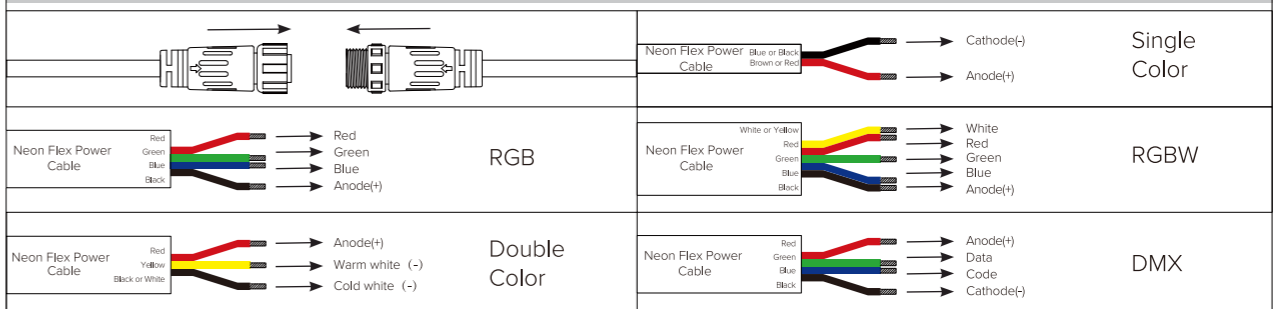 Neon Flex Power
Cable
Blue or Black
Brown or Red
Cathode(-)
Anode(+)
Single
Color
Neon Flex Power
Cable
Red
Green
Blue
Black
Red
Green
Blue
Anode(+)
RGB
Neon Flex Power
Cable
White or Yellow
Red
Green
Blue
Black
White
Red
Green
Blue
Anode(+)
RGBW
Neon Flex Power
Cable
Red
Yellow
Black or White
Anode(+)
Warm white (-)
Cold white (-)
Double
Color
Neon Flex Power
Cable
Red
Green
Blue
Black
Anode(+)
Data
Code
Cathode(-)
DMX